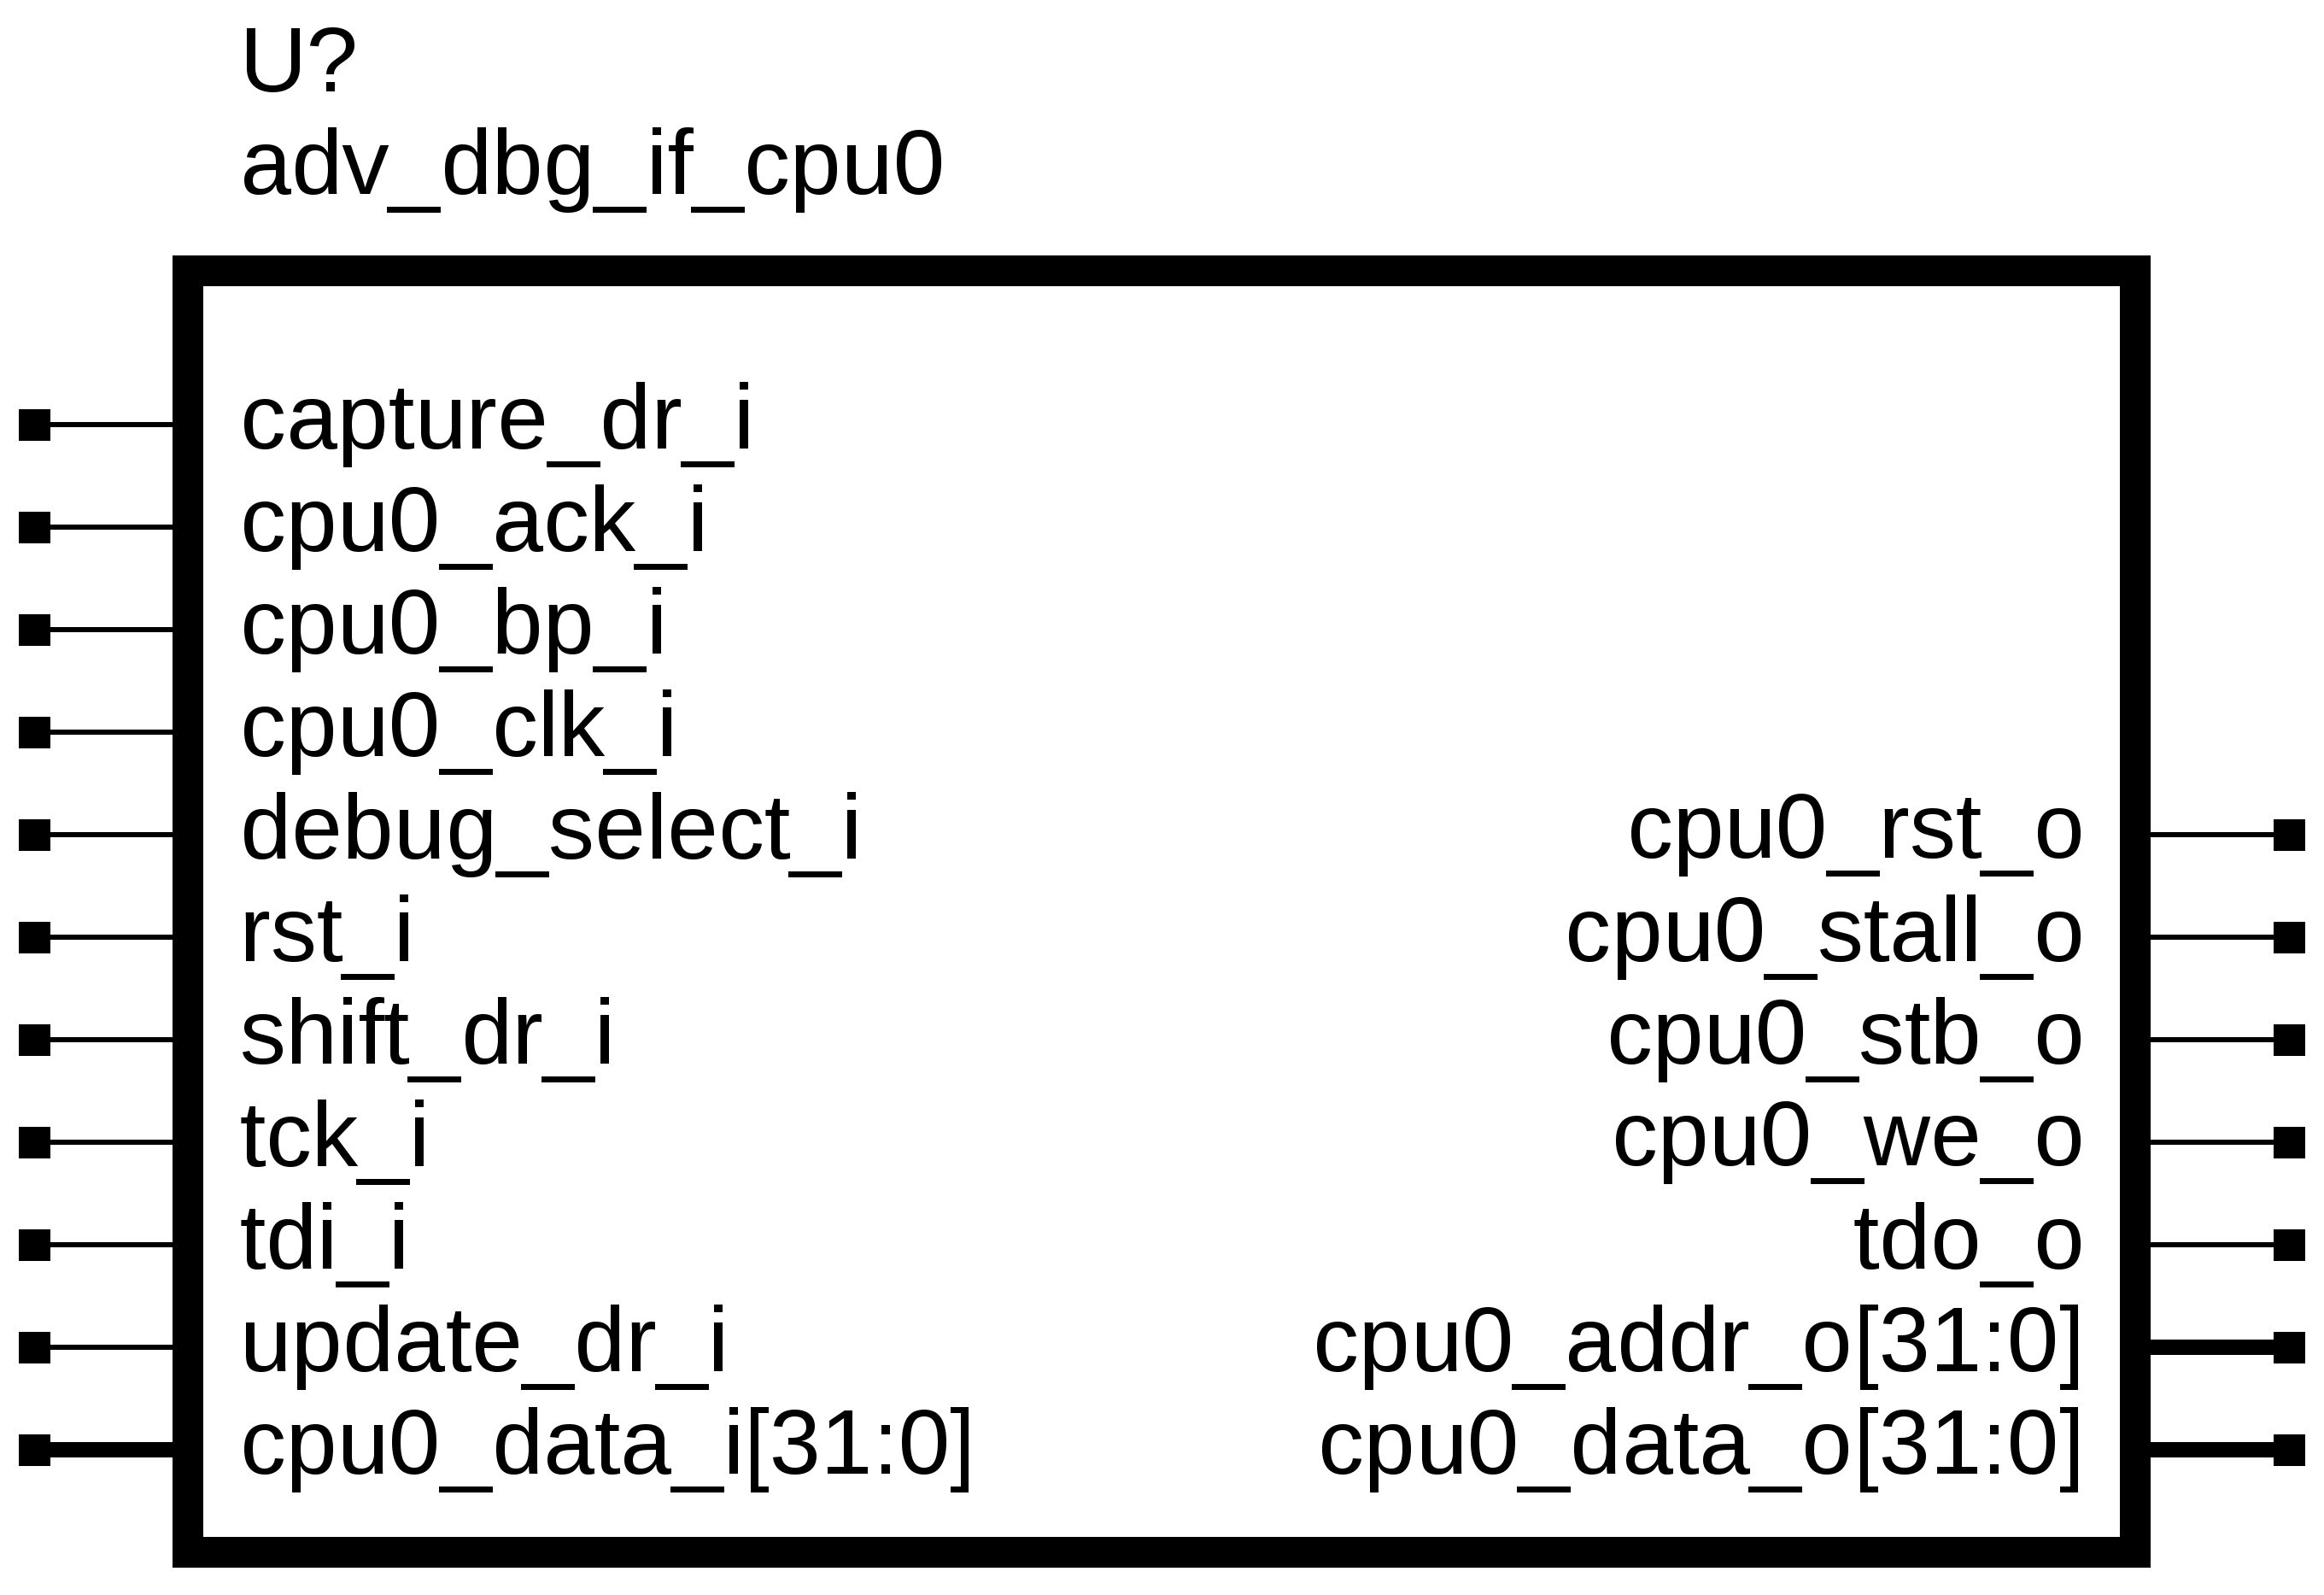 U?
adv_dbg_if_cpu0
capture_dr_i
cpu0_ack_i
cpu0_bp_i
cpu0_clk_i
debug_select_i
rst_i
shift_dr_i
tck_i
tdi_i
update_dr_i
cpu0_data_i[31:0]
cpu0_rst_o
cpu0_stall_o
cpu0_stb_o
cpu0_we_o
tdo_o
cpu0_addr_o[31:0]
cpu0_data_o[31:0]